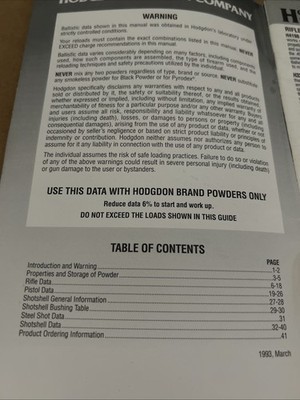 HODGDON POWDER COMPANY
WARNING
Ballistic data shown in this manual was obtained in Hodgdon's laboratory under
strictly controlled conditions.
Your reloads must contain the exact combinations listed in this manual. NEVER
EXCEED charge recommendations in this manual.
Ballistic data varies considerably depending on many factors, including components
used, how such components are assembled, the type of
reloading techniques and safety precautions utilized by the individual
NEVER mix any two powders regardless of type, brand or source. NEVER substitute
any smokeless powder for Black Powder or for Pyrodex®.
Hodgdon specifically disclaims any warranties with respect to any and all products
sold or distributed by it, the safety or suitability thereof, or the results
whether expressed or implied, including without limitation, any implied warranty of
merchantability of fitness for a particular purpose and/or any other warranty. Buyers
and users assume all risk, responsibility and liability whatsoever for any and all
injuries (including death), losses, or damages to persons or property (including
consequential damages), arising from the use of any product or data, whether or not
occasioned by seller's negligence or based on strict product liability or principles of
indemnity or contribution. Hodgdon neither assumes nor authorizes any person to
assume for it any liability in connection with the use of any product or data.
The individual assumes the risk of safe loading practices. Failure to do so or violation
of any of the above warnings could result in severe personal injury (including death)
or gun damage to the user or bystanders.
USE THIS DATA WITH HODGDON BRAND POWDERS ONLY
Reduce data 6% to start and work up.
DO NOT EXCEED THE LOADS SHOWN IN THIS GUIDE
TABLE OF CONTENTS
PAGE
Introduction and Warning 1-2
Properties and Storage of Powder 3-5
Rifle Data 6-18
Pistol Data 19-26
Shotshell General Information 27-28
Shotshell Bushing Table 29-30
Steel Shot Data 31
Shotshell Data 32-40
Product Ordering Information 41
1993, March
H
RIFLE